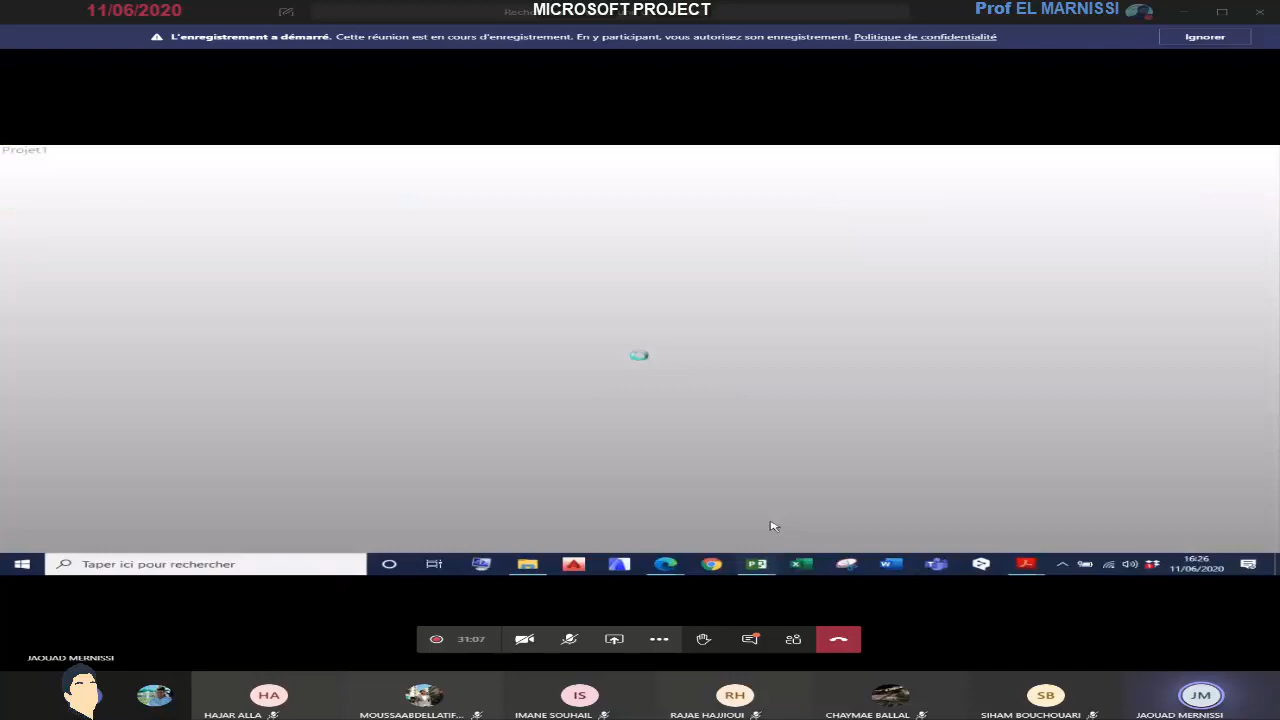 11/06/2020
MICROSOFT PROJECT
Prof EL MARNISSI
Reche
L'enregistrement a démarré. Cette réunion est en cours d'enregistrement. En y participant, vous autorisez son enregistrement. Politique de confidentialité
Ignorer
Projet1
Taper ici pour rechercher
16:26
11/06/2020
31:07
JAOUAD MERNISSI
HA
IS
RH
SB
JM
HAJAR ALLA
MOUSSAABDELLATIF...
IMANE SOUHAIL
RAJAE HAJJIOUI
CHAYMAE BALLAL
SIHAM BOUCHOUARI
JAOUAD MERNISSI